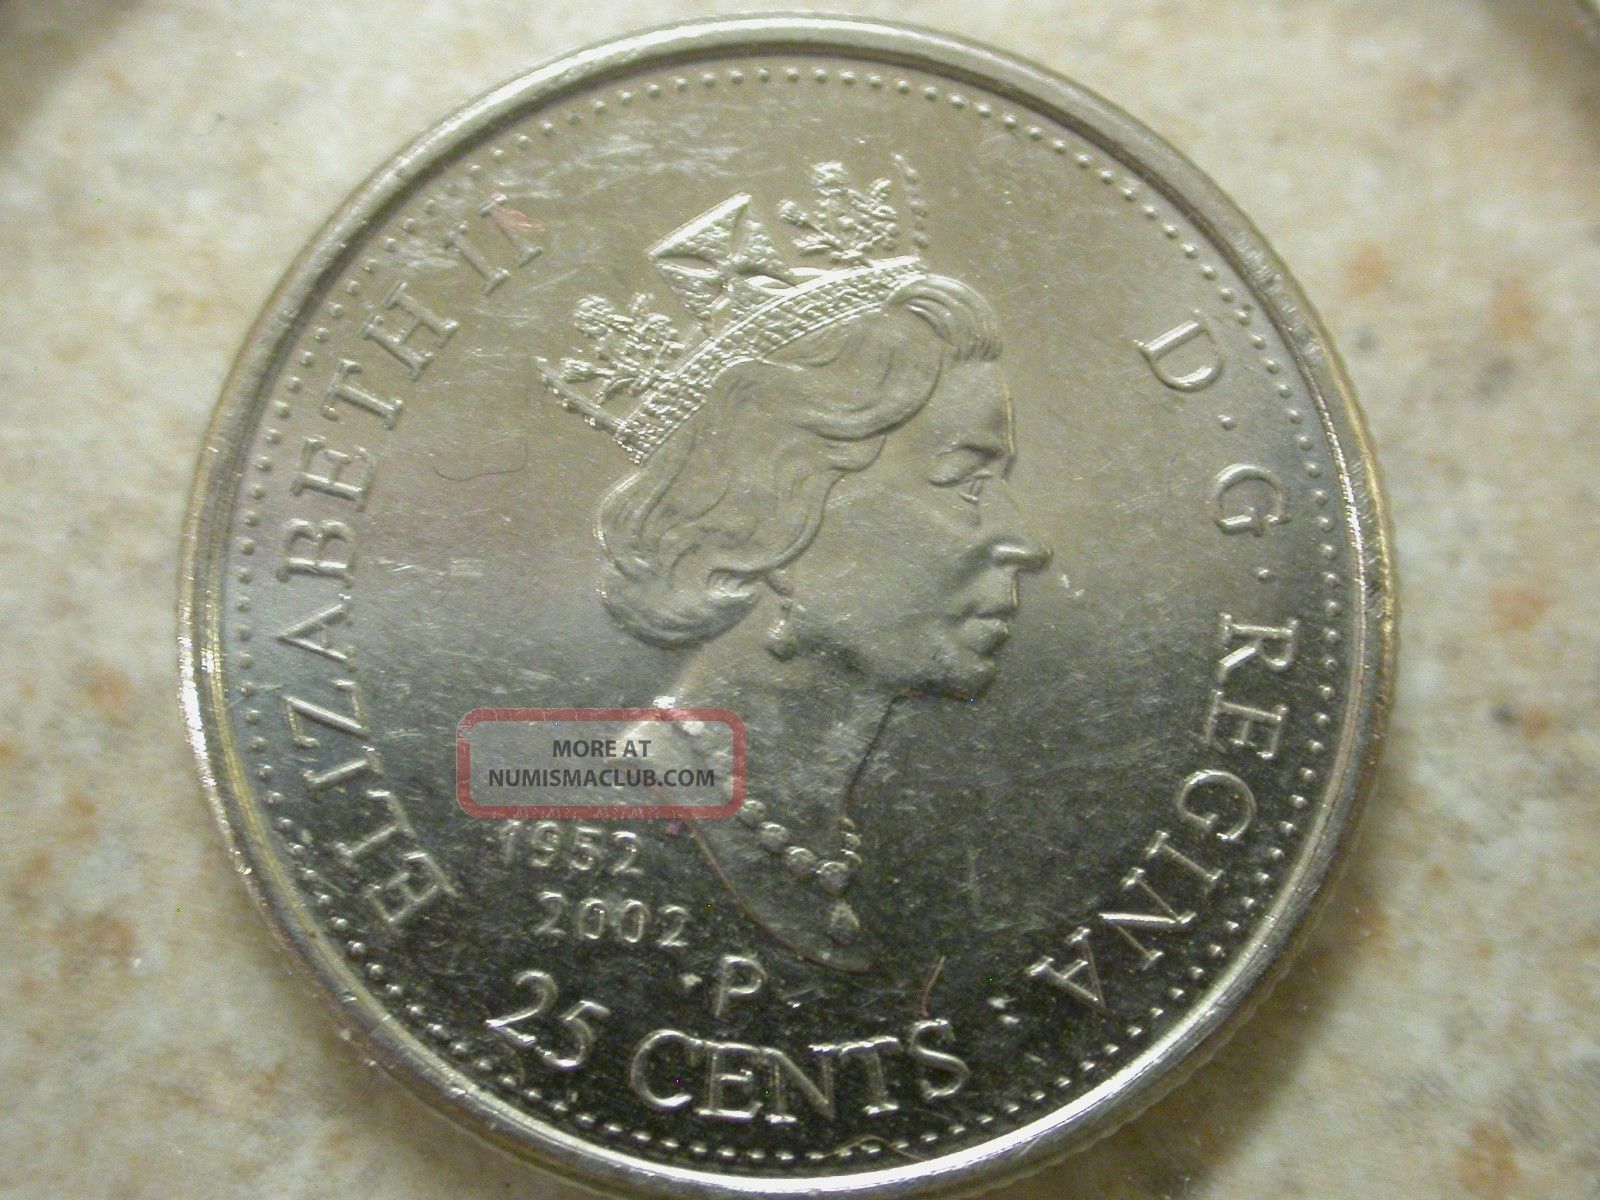 ELIZABETH II
D·G·REGINA
MORE AT
NUMISMACLUB.COM
1952
2002
·P
25 CENTS